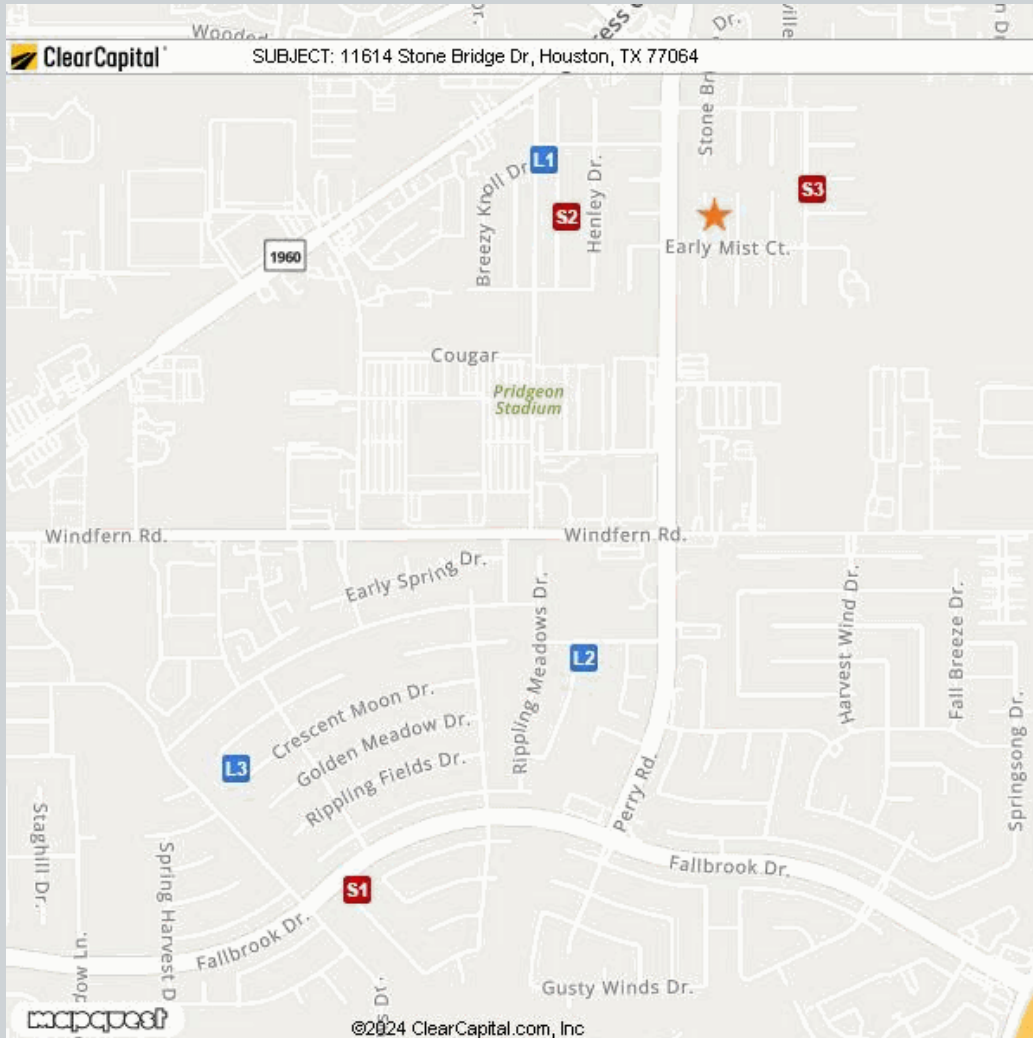 Wooded
Dr.
ClearCapital
SUBJECT: 11614 Stone Bridge Dr, Houston, TX 77064
Stone Bri
L1
Breezy Knoll Dr.
S2
Henley Dr.
S3
1960
Early Mist Ct.
Cougar
Pridgeon
Stadium
Windfern Rd.
Windfern Rd.
Early Spring Dr.
Rippling Meadows Dr.
L2
Harvest Wind Dr.
Fall Breeze Dr.
Crescent Moon Dr.
Golden Meadow Dr.
Rippling Fields Dr.
L3
Springsong Dr.
Perry Rd.
Staghill Dr.
Spring Harvest D
Fallbrook Dr.
S1
Fallbrook Dr.
Gusty Winds Dr.
mapquest
©2024 ClearCapital.com, Inc